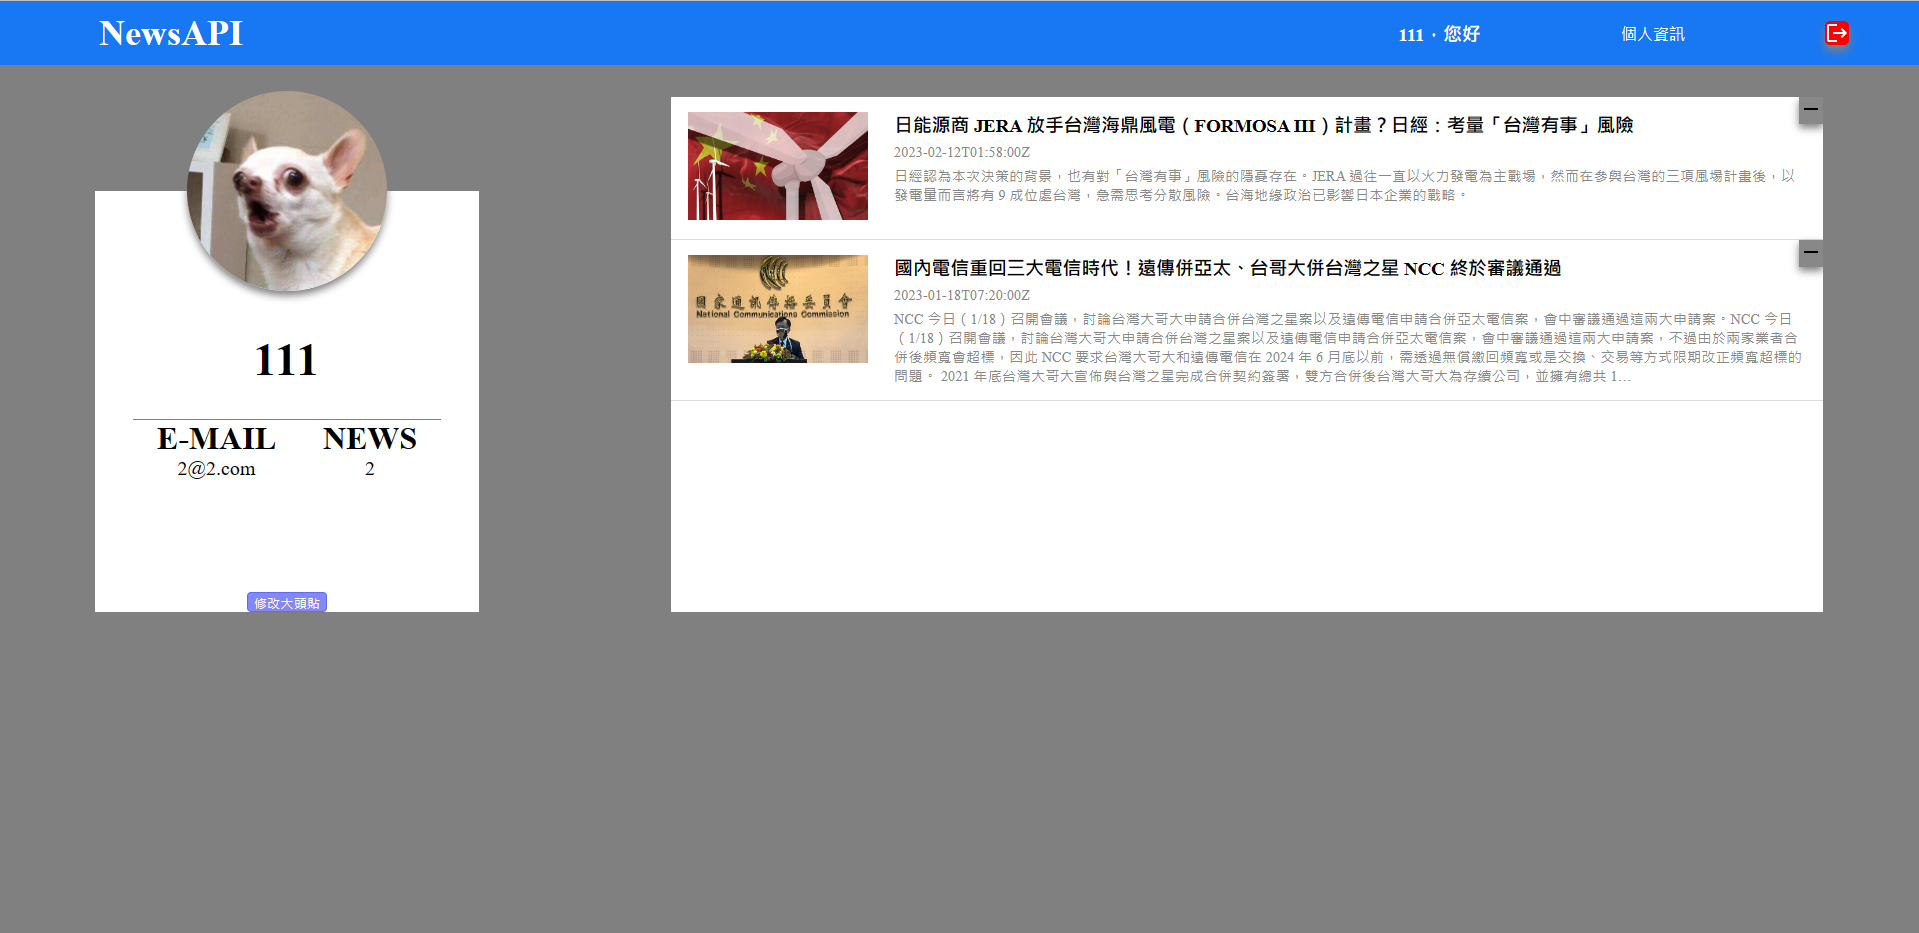 NewsAPI
111，您好
個人資訊
111
E-MAIL
NEWS
2@2.com
2
修改大頭貼
日能源商 JERA 放手台灣海鼎風電（FORMOSA III）計畫？日經：考量「台灣有事」風險
2023-02-12T01:58:00Z
日經認為本次決策的背景，也有對「台灣有事」風險的隱憂存在。JERA 過往一直以火力發電為主戰場，然而在參與台灣的三項風場計畫後，以
發電量而言將有 9 成位處台灣，急需思考分散風險。台海地緣政治已影響日本企業的戰略。
國家通訊傳播委員會
National Communications Commission
國內電信重回三大電信時代！遠傳併亞太、台哥大併台灣之星 NCC 終於審議通過
2023-01-18T07:20:00Z
NCC 今日（1/18）召開會議，討論台灣大哥大申請合併台灣之星案以及遠傳電信申請合併亞太電信案，會中審議通過這兩大申請案。NCC 今日
（1/18）召開會議，討論台灣大哥大申請合併台灣之星案以及遠傳電信申請合併亞太電信案，會中審議通過這兩大申請案，不過由於兩家業者合
併後頻寬會超標，因此 NCC 要求台灣大哥大和遠傳電信在 2024 年 6 月底以前，需透過無償繳回頻寬或是交換、交易等方式限期改正頻寬超標的
問題。 2021 年底台灣大哥大宣佈與台灣之星完成合併契約簽署，雙方合併後台灣大哥大為存續公司，並擁有總共 1…